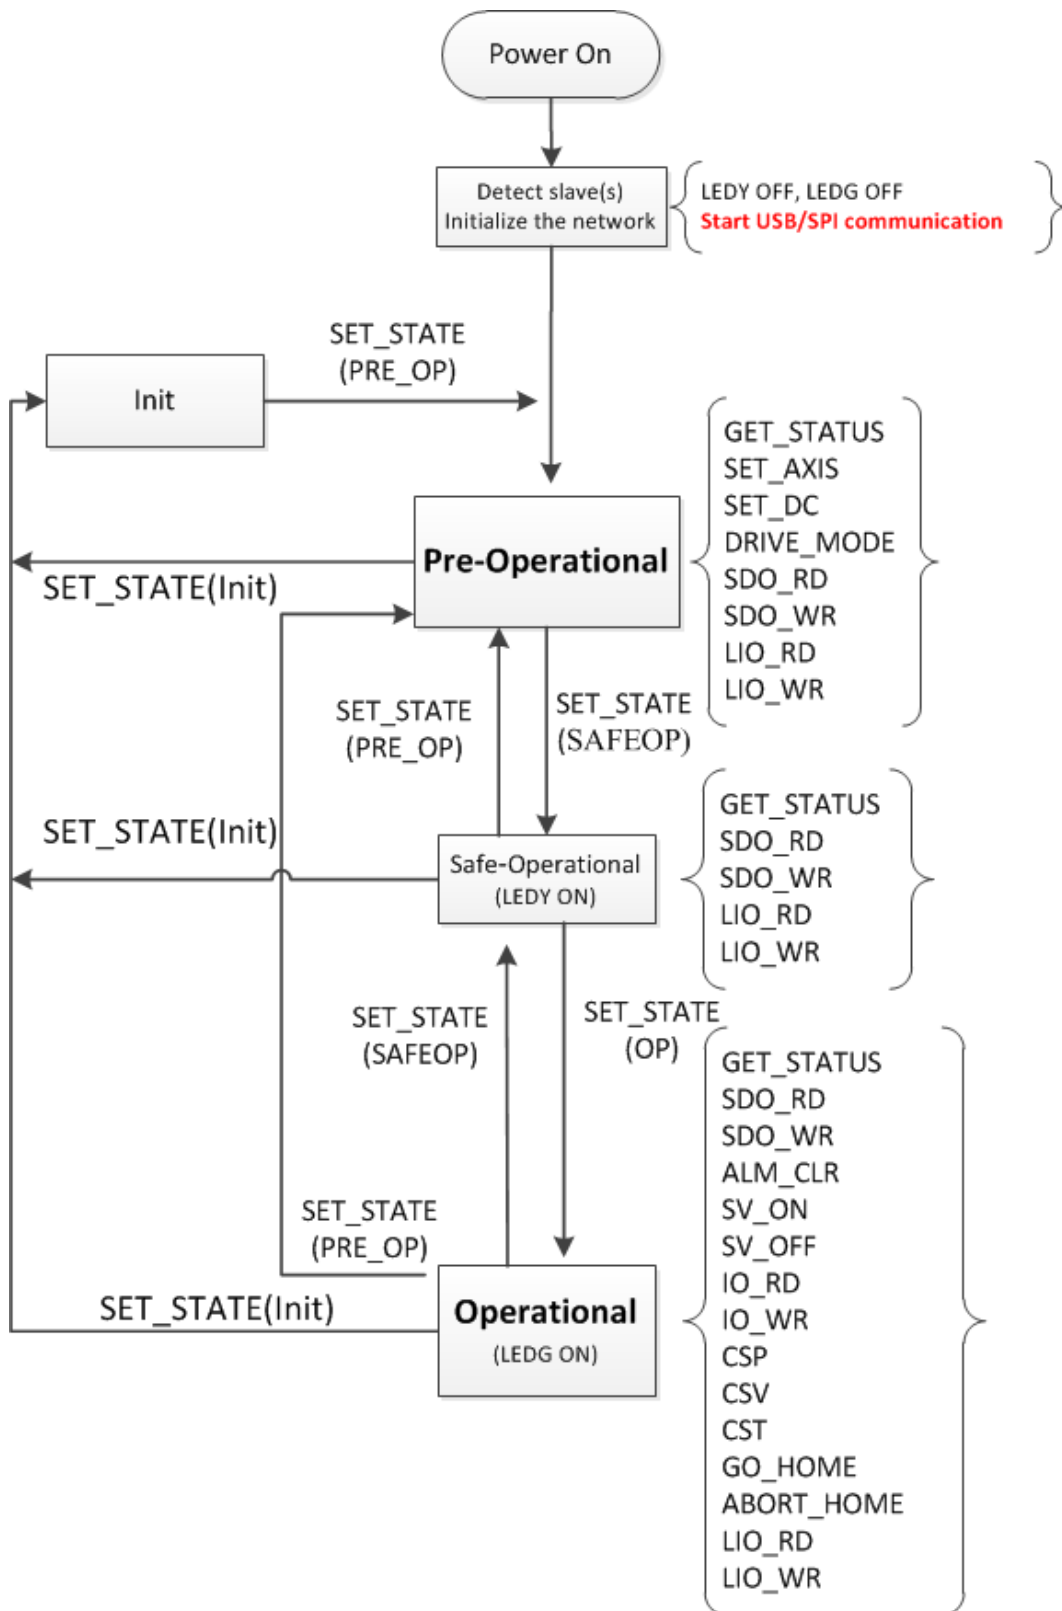 Power On
Detect slave(s)
Initialize the network
LEDY OFF, LEDG OFF
Start USB/SPI communication
SET_STATE
(PRE_OP)
Init
GET_STATUS
SET_AXIS
SET_DC
DRIVE_MODE
SDO_RD
SDO_WR
LIO_RD
LIO_WR
Pre-Operational
SET_STATE(Init)
SET_STATE
(PRE_OP)
SET_STATE
(SAFEOP)
GET_STATUS
SDO_RD
SDO_WR
LIO_RD
LIO_WR
SET_STATE(Init)
Safe-Operational
(LEDY ON)
SET_STATE
(SAFEOP)
SET_STATE
(OP)
GET_STATUS
SDO_RD
SDO_WR
ALM_CLR
SV_ON
SV_OFF
IO_RD
IO_WR
CSP
CSV
CST
GO_HOME
ABORT_HOME
LIO_RD
LIO_WR
SET_STATE
(PRE_OP)
SET_STATE(Init)
Operational
(LEDG ON)